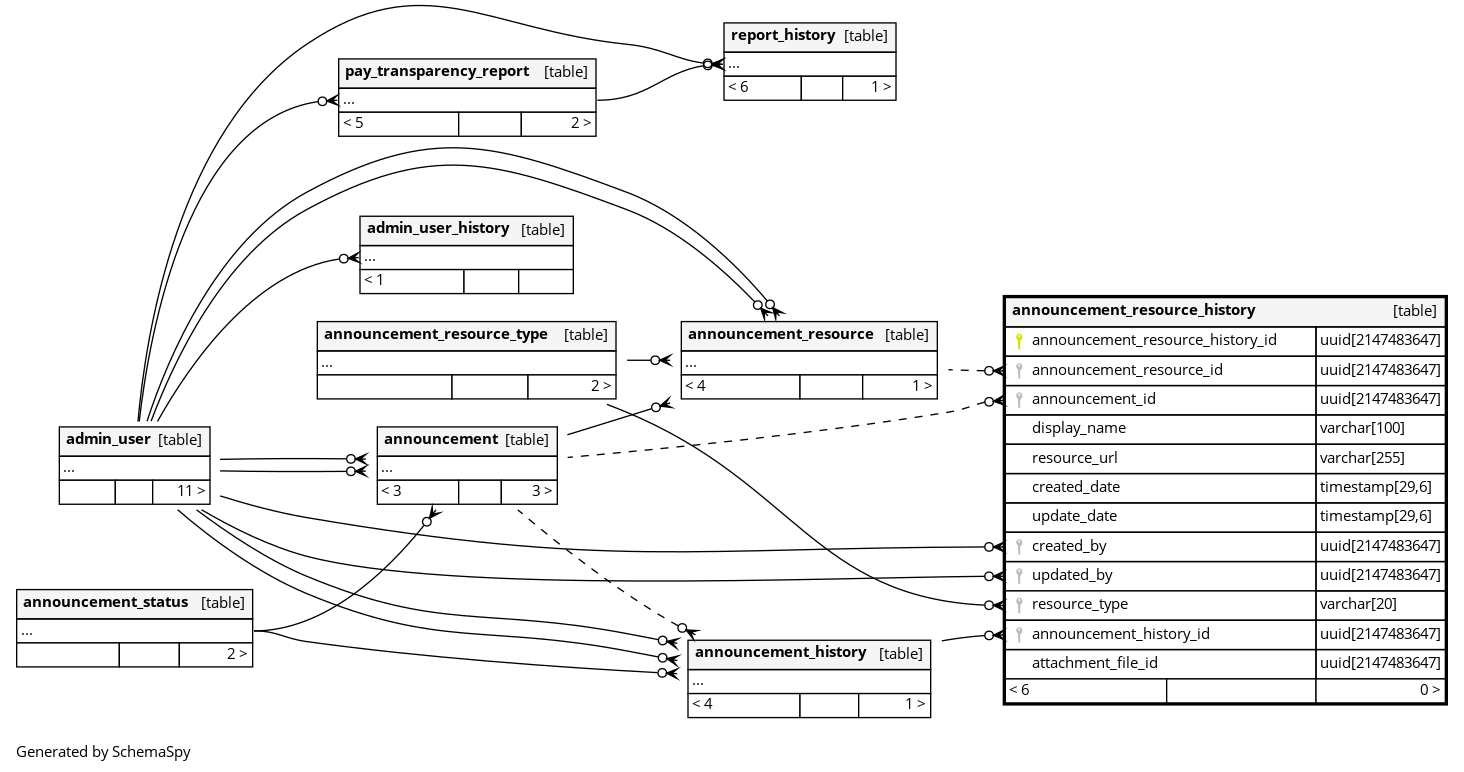 report_history [table]
...
< 6 1 >
pay_transparency_report [table]
...
< 5 2 >
admin_user_history [table]
...
< 1
announcement_resource_type [table]
...
2 >
announcement_resource [table]
...
< 4 1 >
announcement_resource_history [table]
announcement_resource_history_id uuid[2147483647]
announcement_resource_id uuid[2147483647]
announcement_id uuid[2147483647]
display_name varchar[100]
resource_url varchar[255]
created_date timestamp[29,6]
update_date timestamp[29,6]
created_by uuid[2147483647]
updated_by uuid[2147483647]
resource_type varchar[20]
announcement_history_id uuid[2147483647]
attachment_file_id uuid[2147483647]
< 6 0 >
admin_user [table]
...
11 >
announcement [table]
...
< 3 3 >
announcement_status [table]
...
2 >
announcement_history [table]
...
< 4 1 >
Generated by SchemaSpy